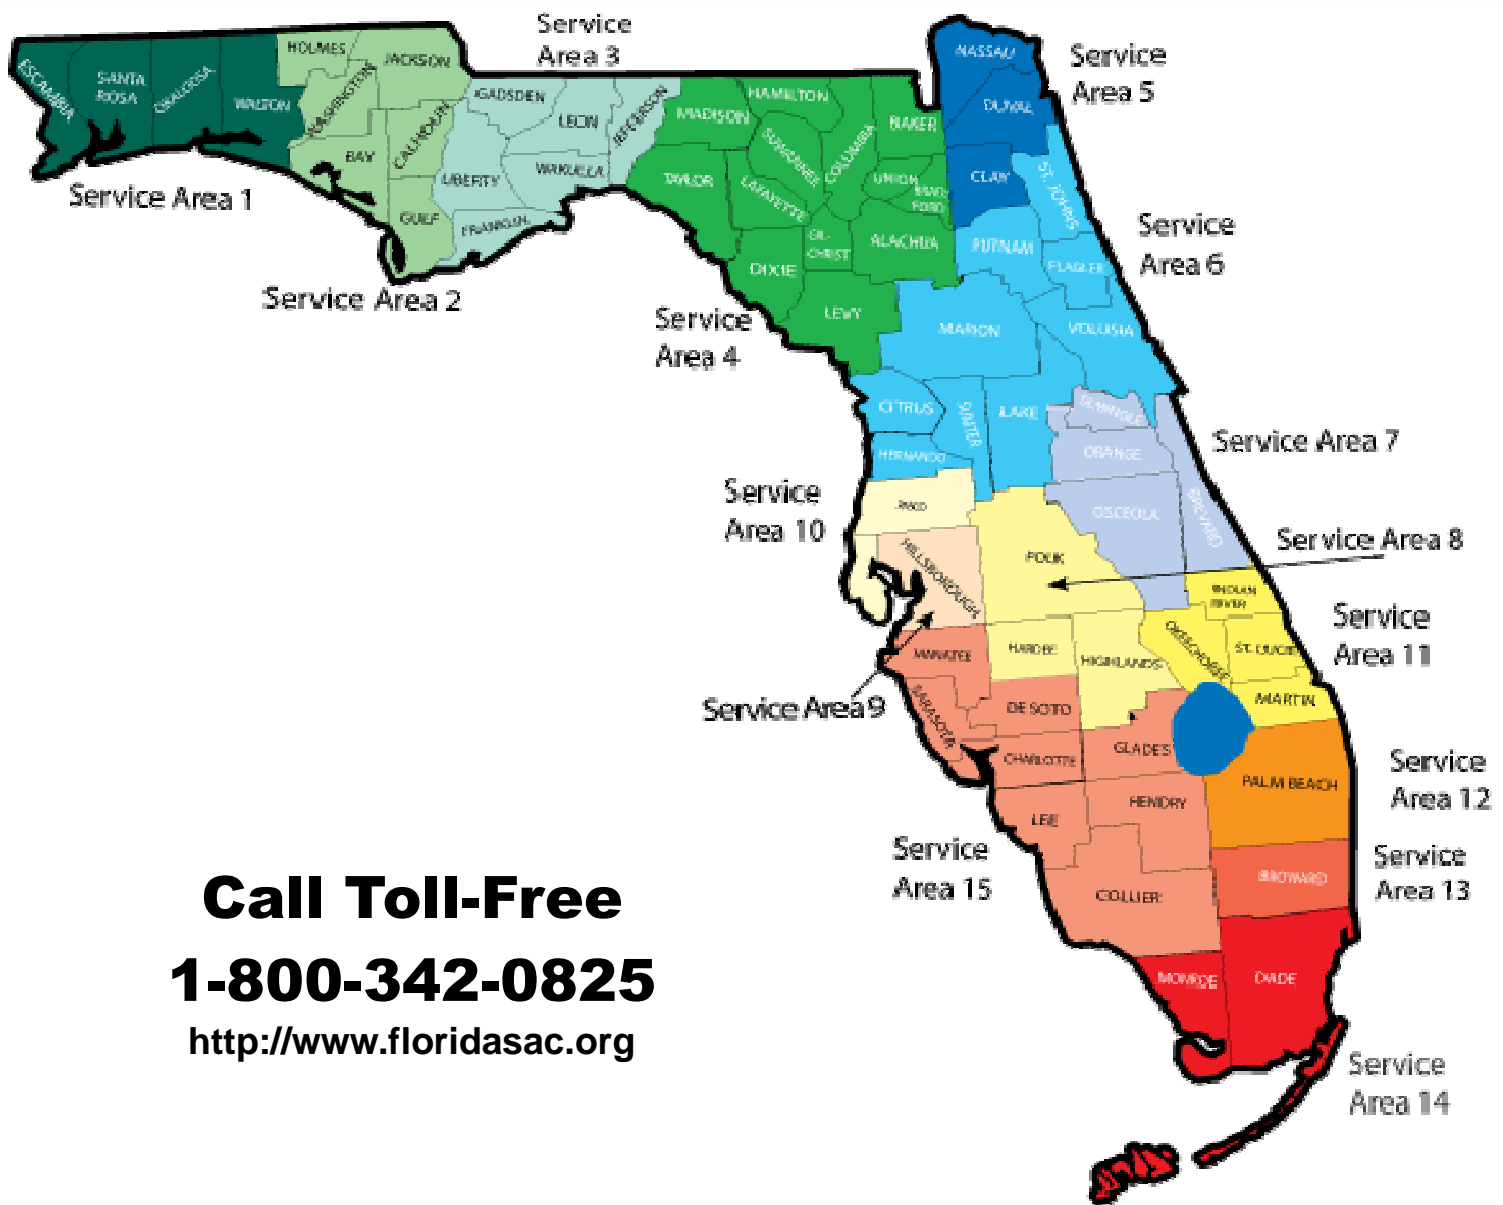 Service
Area 3
Service
Area 5
Service Area 1
Service Area 2
Service
Area 6
Service
Area 4
Service Area 7
Service
Area 10
Service Area 8
Service
Area 11
Service Area 9
Service
Area 12
Service
Area 13
Service
Area 15
Service
Area 14
ESCAMBIA
SANTA
ROSA
OKALOOSA
WALTON
HOLMES
JACKSON
WASHINGTON
BAY
CALHOUN
GULF
GADSDEN
LEON
JEFFERSON
LIBERTY
WAKULLA
FRANKLIN
MADISON
HAMILTON
TAYLOR
SUWANNEE
LAFAYETTE
COLUMBIA
BAKER
UNION
BRAD-
FORD
GIL-
CHRIST
ALACHUA
DIXIE
LEVY
NASSAU
DUVAL
CLAY
ST. JOHNS
PUTNAM
FLAGLER
MARION
VOLUSIA
CITRUS
SUMTER
LAKE
HERNANDO
SEMINOLE
ORANGE
OSCEOLA
BREVARD
PASCO
HILLSBOROUGH
POLK
HARDEE
HIGHLANDS
INDIAN
RIVER
OKEECHOBEE
ST. LUCIE
MARTIN
MANATEE
SARASOTA
DE SOTO
CHARLOTTE
GLADES
LEE
HENDRY
COLLIER
PALM BEACH
BROWARD
MONROE
DADE
Call Toll-Free
1-800-342-0825
http://www.floridasac.org